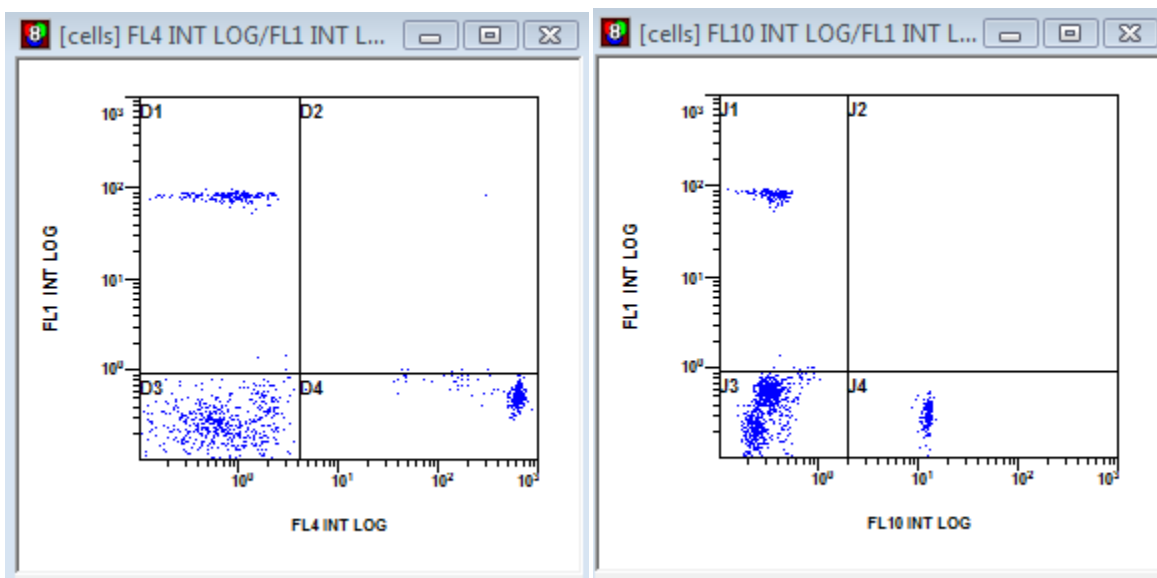 [cells] FL4 INT LOG/FL1 INT L...
D1
D2
D3
D4
10³
10²
10¹
10⁰
FL1 INT LOG
10⁰
10¹
10²
10³
FL4 INT LOG
[cells] FL10 INT LOG/FL1 INT L...
J1
J2
J3
J4
10³
10²
10¹
10⁰
FL1 INT LOG
10⁰
10¹
10²
10³
FL10 INT LOG